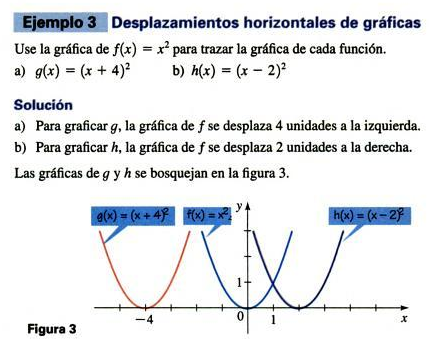 Ejemplo 3 Desplazamientos horizontales de gráficas
Use la gráfica de f(x) = x² para trazar la gráfica de cada función.
a) g(x) = (x + 4)² b) h(x) = (x − 2)²
Solución
a) Para graficar g, la gráfica de f se desplaza 4 unidades a la izquierda.
b) Para graficar h, la gráfica de f se desplaza 2 unidades a la derecha.
Las gráficas de g y h se bosquejan en la figura 3.
g(x) = (x + 4)² f(x) = x² y h(x) = (x − 2)²
1
−4 0 1 x
Figura 3